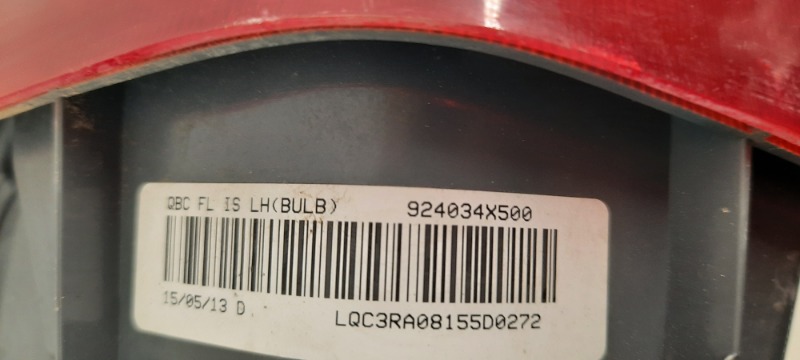 QBC FL IS LH(BULB) 924034X500
15/05/13 D
LQC3RA08155D0272